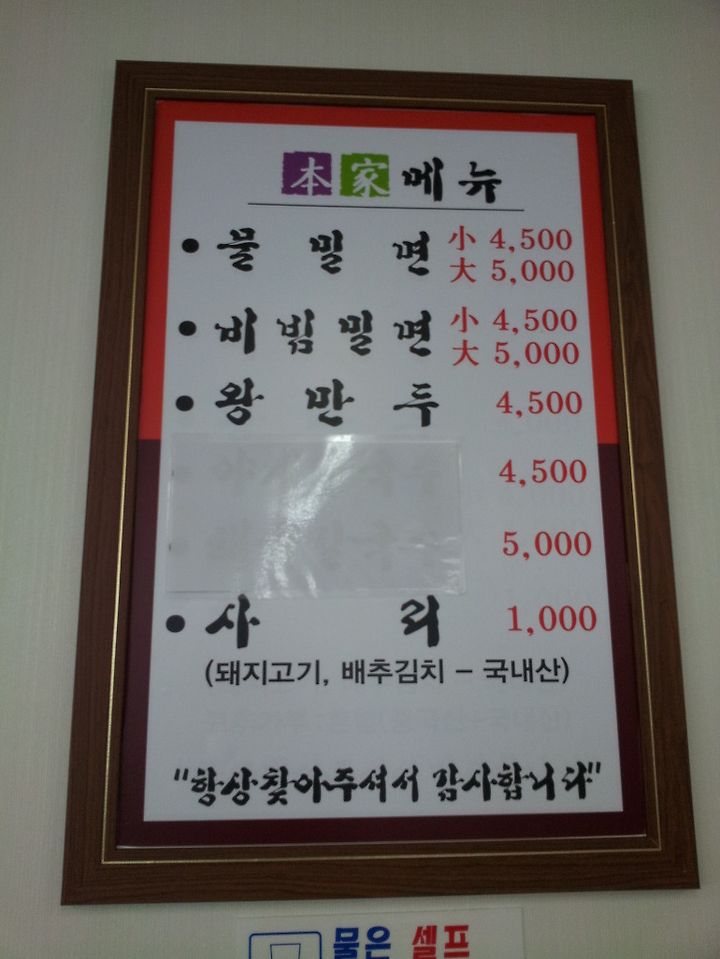 本家메뉴
• 물밀면 小 4,500
大 5,000
• 비빔밀면 小 4,500
大 5,000
• 왕만두 4,500
4,500
5,000
• 사리 1,000
(돼지고기, 배추김치 – 국내산)
"항상찾아주셔서 감사합니다"
물은 셀프